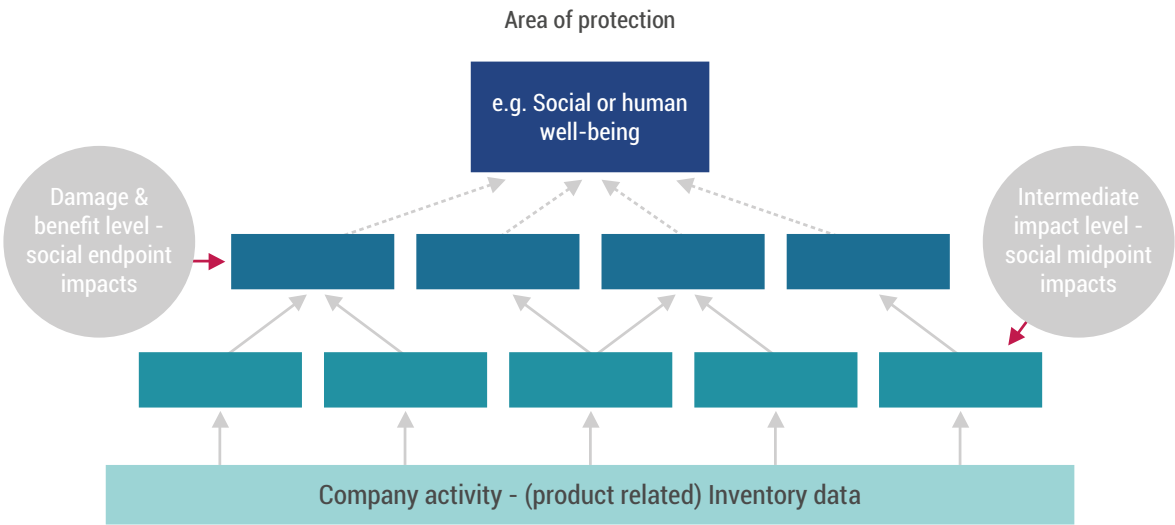 Area of protection
e.g. Social or human
well-being
Damage &
benefit level -
social endpoint
impacts
Intermediate
impact level -
social midpoint
impacts
Company activity - (product related) Inventory data